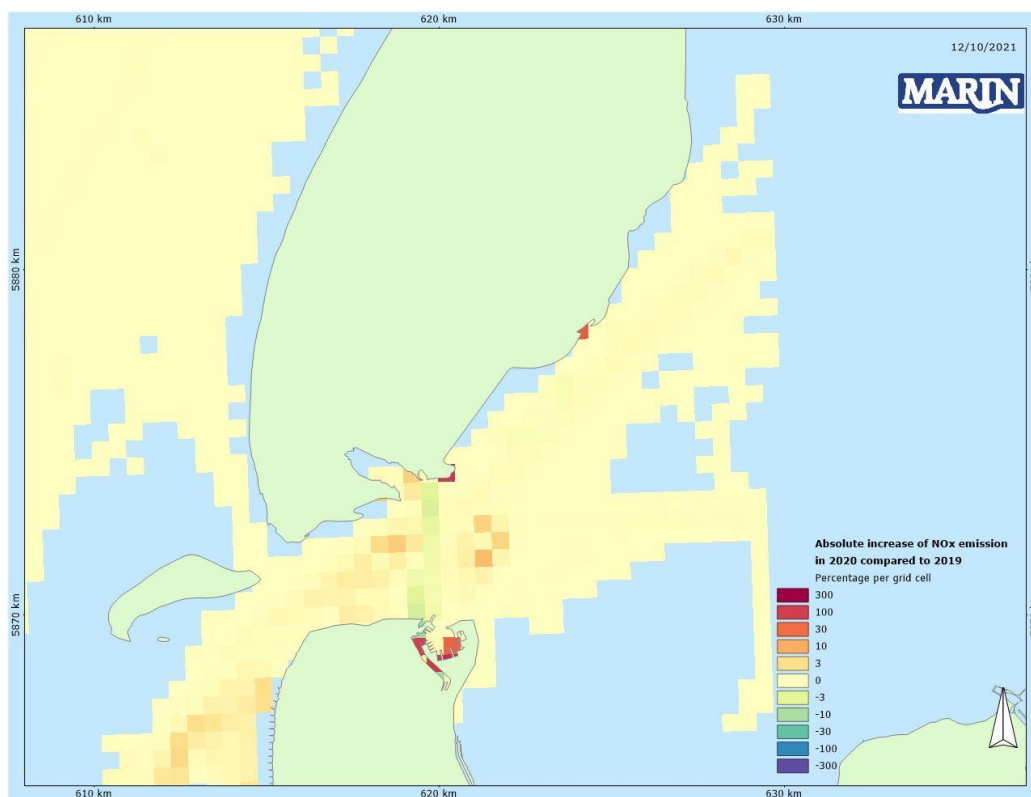 610 km
620 km
630 km
12/10/2021
MARIN
5880 km
5870 km
Absolute increase of NOx emission
in 2020 compared to 2019
Percentage per grid cell
300
100
30
10
3
0
-3
-10
-30
-100
-300
610 km
620 km
630 km